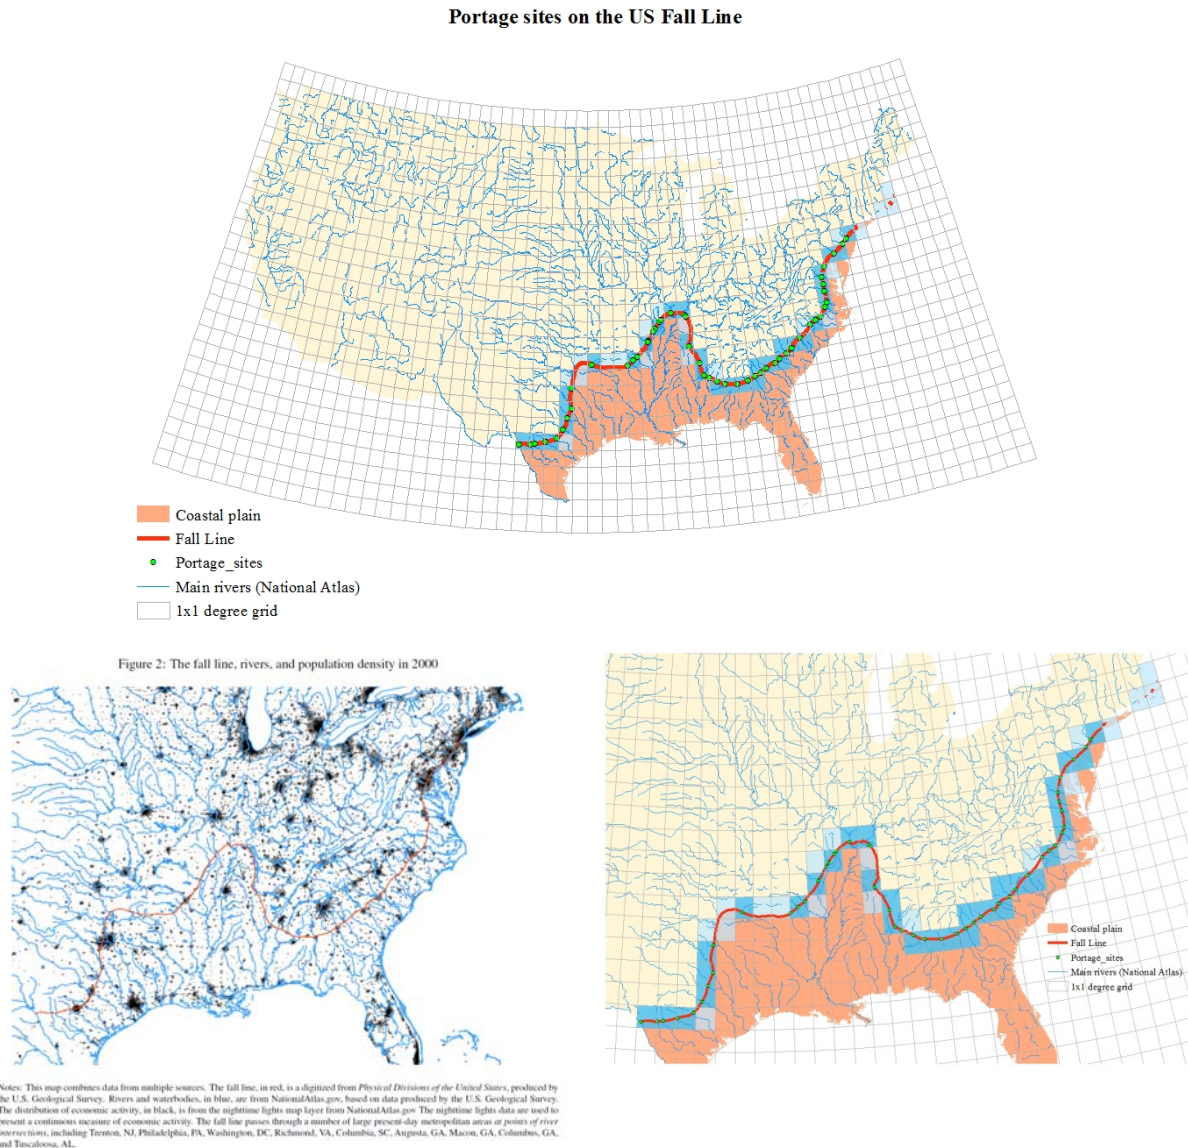 Portage sites on the US Fall Line
Coastal plain
Fall Line
Portage_sites
Main rivers (National Atlas)
1x1 degree grid
Figure 2: The fall line, rivers, and population density in 2000
Coastal plain
Fall Line
Portage_sites
Main rivers (National Atlas)
1x1 degree grid
Notes: This map combines data from multiple sources. The fall line, in red, is a digitized from Physical Divisions of the United States, produced by
the U.S. Geological Survey. Rivers and waterbodies, in blue, are from NationalAtlas.gov, based on data produced by the U.S. Geological Survey.
The distribution of economic activity, in black, is from the nighttime lights map layer from NationalAtlas.gov The nighttime lights data are used to
present a continuous measure of economic activity. The fall line passes through a number of large present-day metropolitan areas at points of river
intersections, including Trenton, NJ, Philadelphia, PA, Washington, DC, Richmond, VA, Columbia, SC, Augusta, GA, Macon, GA, Columbus, GA,
and Tuscaloosa, AL.